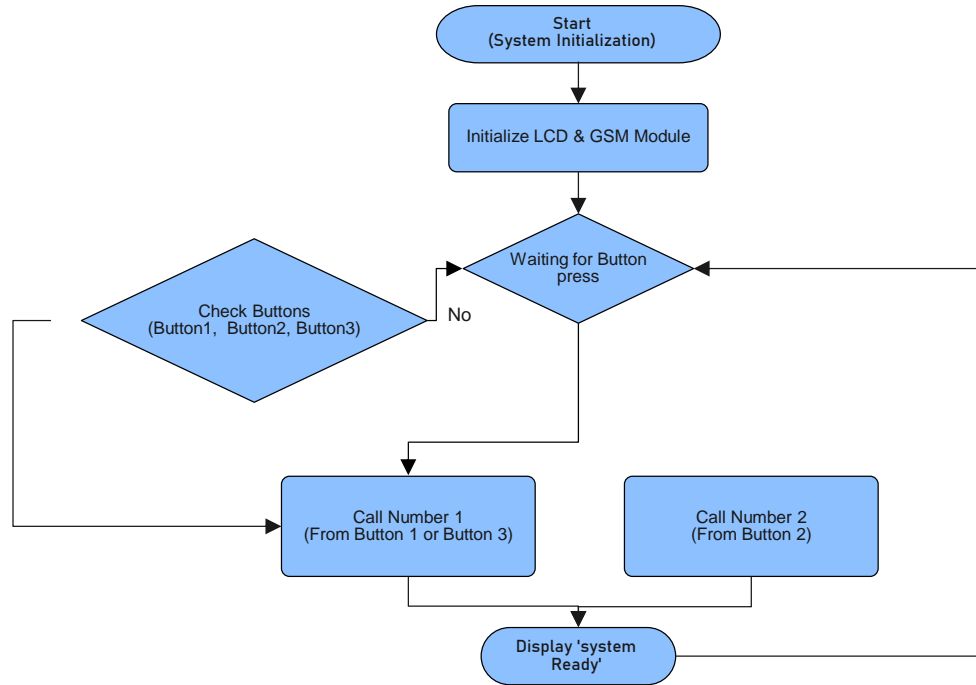 Start
(System Initialization)
Initialize LCD & GSM Module
Waiting for Button
press
Check Buttons
(Button1,  Button2, Button3)
No
Call Number 1
(From Button 1 or Button 3)
Call Number 2
(From Button 2)
Display 'system
Ready'